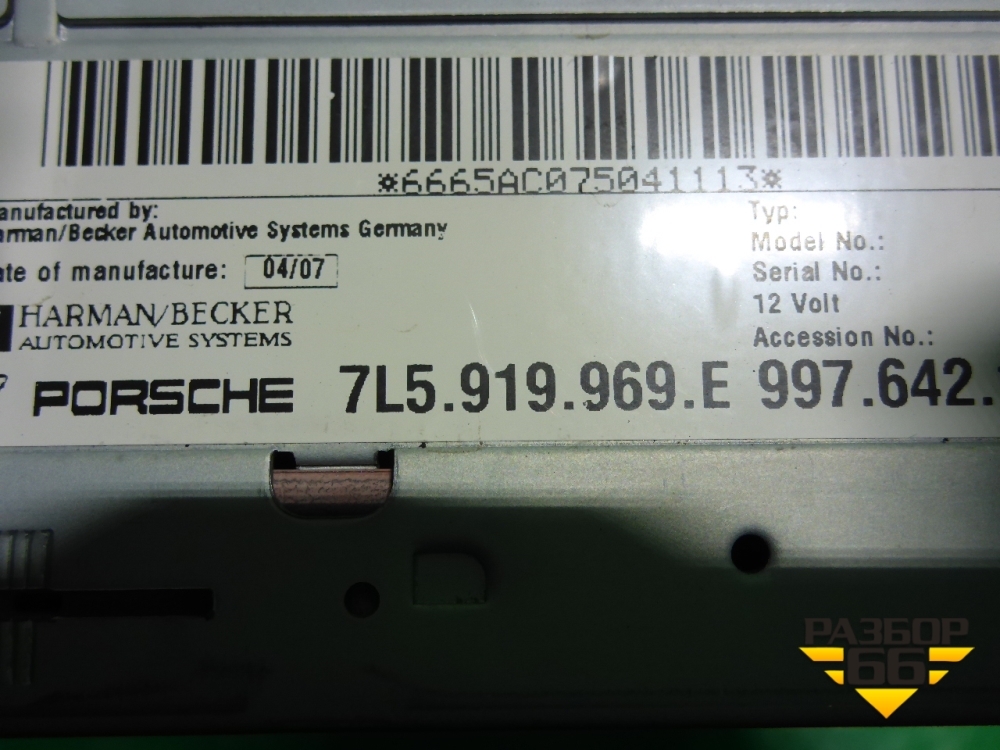 *6665AC075041113*
anufactured by:
arman/Becker Automotive Systems Germany
ate of manufacture: 04/07
HARMAN/BECKER
AUTOMOTIVE SYSTEMS
PORSCHE 7L5.919.969.E 997.642.
Typ:
Model No.:
Serial No.:
12 Volt
Accession No.:
РАЗБОР
66